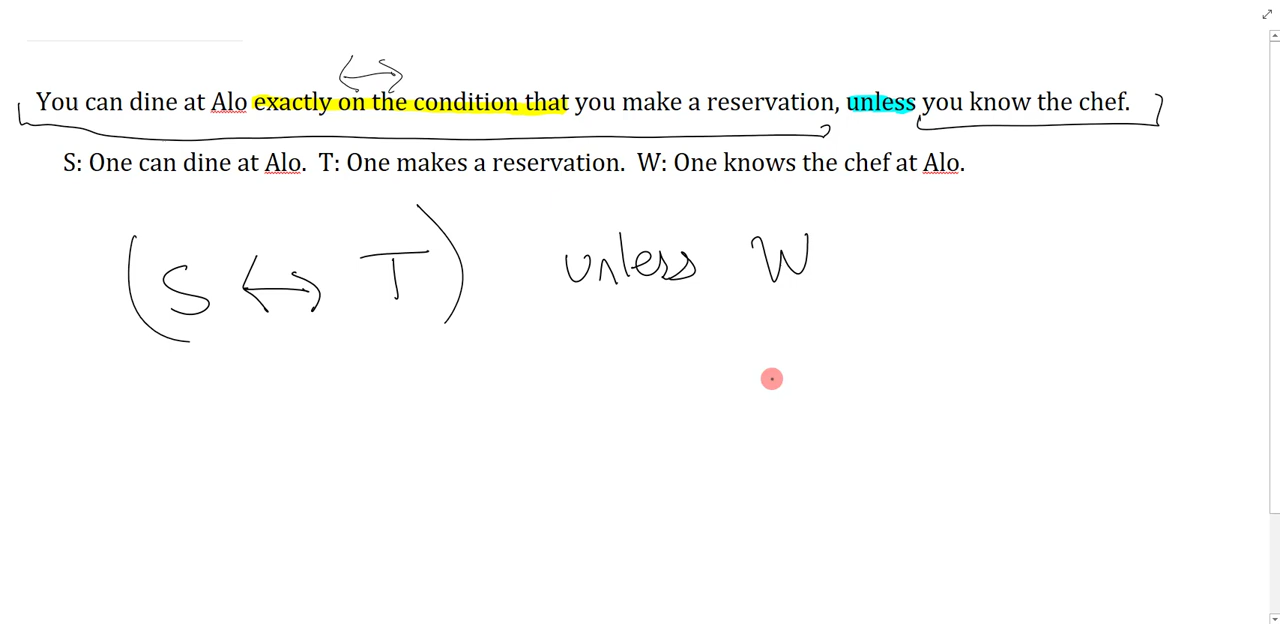 You can dine at Alo exactly on the condition that you make a reservation, unless you know the chef.
S: One can dine at Alo. T: One makes a reservation. W: One knows the chef at Alo.
(S ↔ T) unless W